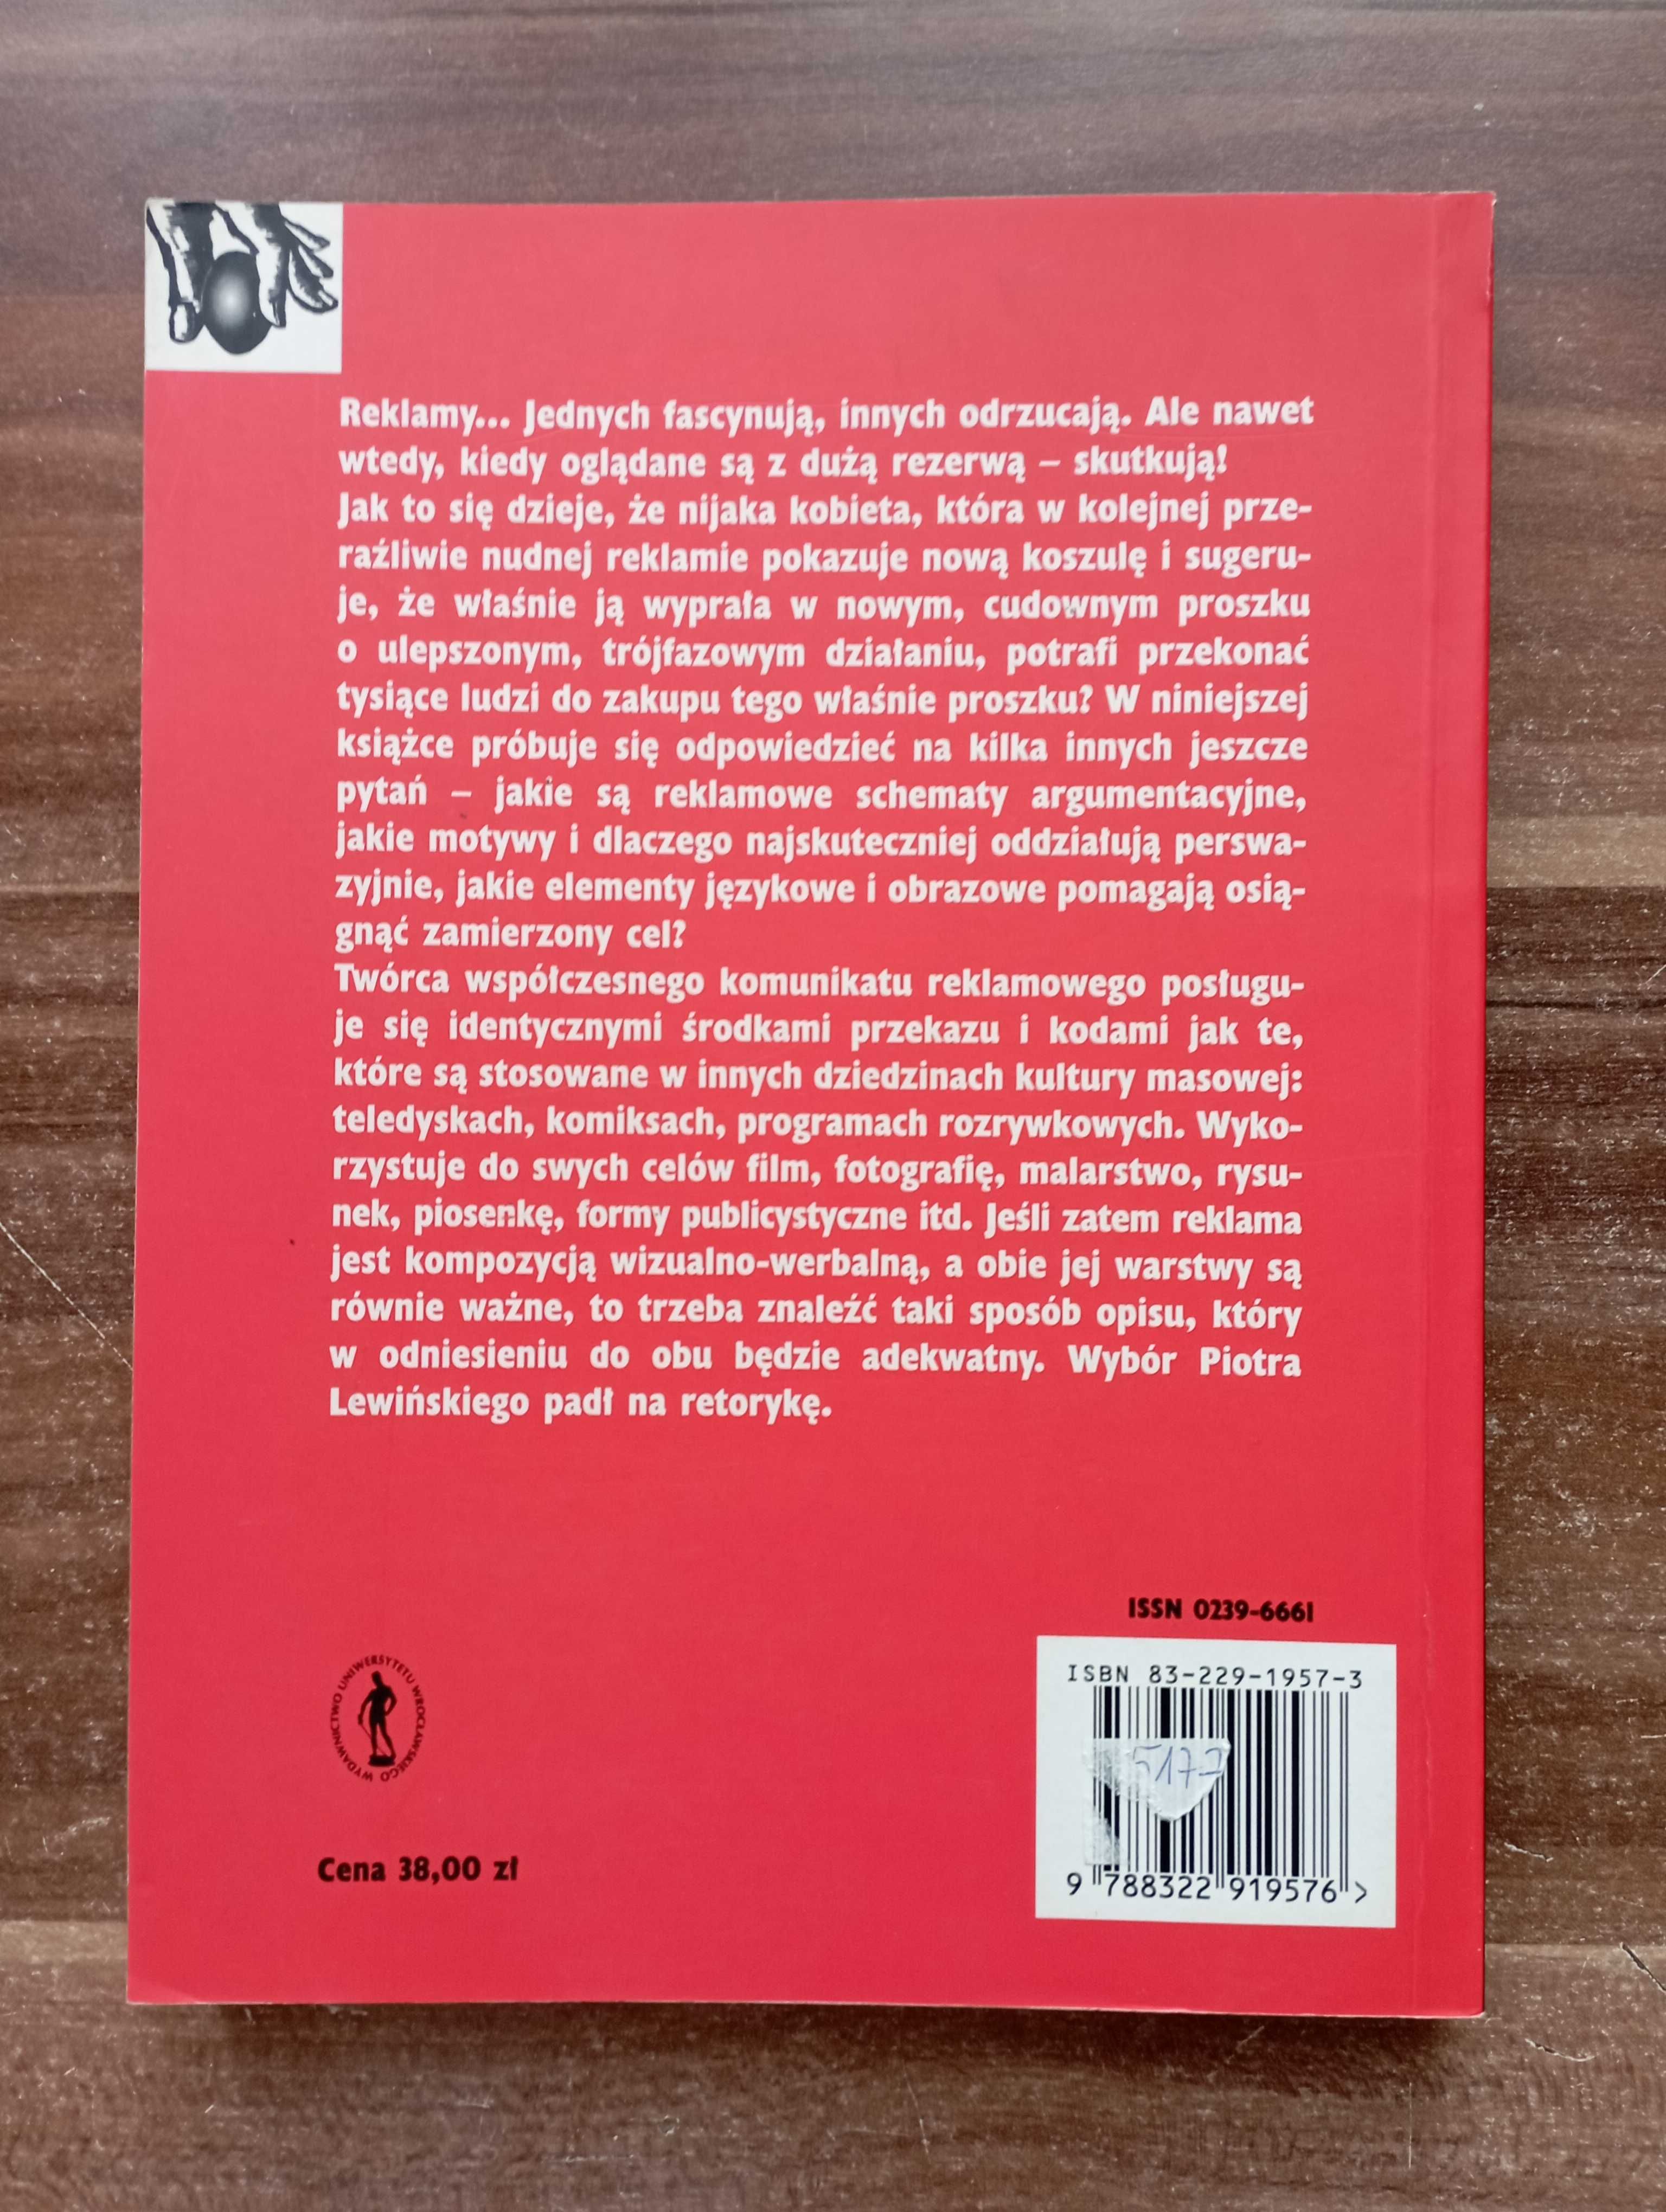 Reklamy... Jednych fascynują, innych odrzucają. Ale nawet
wtedy, kiedy oglądane są z dużą rezerwą – skutkują!
Jak to się dzieje, że nijaka kobieta, która w kolejnej prze-
raźliwie nudnej reklamie pokazuje nową koszulę i sugeru-
je, że właśnie ją wyprała w nowym, cudownym proszku
o ulepszonym, trójfazowym działaniu, potrafi przekonać
tysiące ludzi do zakupu tego właśnie proszku? W niniejszej
książce próbuje się odpowiedzieć na kilka innych jeszcze
pytań – jakie są reklamowe schematy argumentacyjne,
jakie motywy i dlaczego najskuteczniej oddziałują perswa-
zyjnie, jakie elementy językowe i obrazowe pomagają osią-
gnąć zamierzony cel?
Twórca współczesnego komunikatu reklamowego posługu-
je się identycznymi środkami przekazu i kodami jak te,
które są stosowane w innych dziedzinach kultury masowej:
teledyskach, komiksach, programach rozrywkowych. Wyko-
rzystuje do swych celów film, fotografię, malarstwo, rysu-
nek, piosenkę, formy publicystyczne itd. Jeśli zatem reklama
jest kompozycją wizualno-werbalną, a obie jej warstwy są
równie ważne, to trzeba znaleźć taki sposób opisu, który
w odniesieniu do obu będzie adekwatny. Wybór Piotra
Lewińskiego padł na retorykę.
ISSN 0239-6661
ISBN 83-229-1957-3
5177
9 788322 919576 >
WYDAWNICTWO UNIWERSYTETU WROCŁAWSKIEGO
Cena 38,00 zł